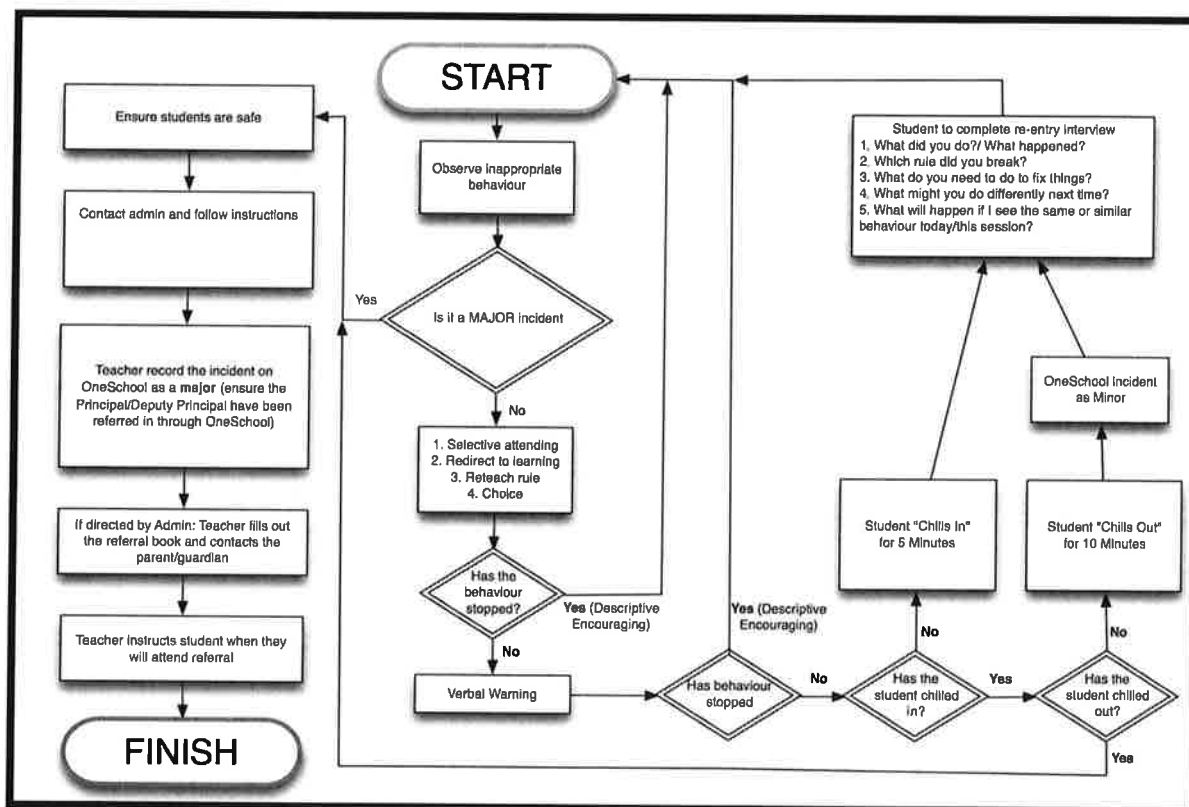 START
Observe inappropriate
behaviour
Is it a MAJOR incident
Yes
No
Ensure students are safe
Contact admin and follow instructions
Teacher record the incident on
OneSchool as a major (ensure the
Principal/Deputy Principal have been
referred in through OneSchool)
If directed by Admin: Teacher fills out
the referral book and contacts the
parent/guardian
Teacher instructs student when they
will attend referral
FINISH
1. Selective attending
2. Redirect to learning
3. Reteach rule
4. Choice
Has the
behaviour
stopped?
Yes (Descriptive
Encouraging)
No
Verbal Warning
Has behaviour
stopped
Yes (Descriptive
Encouraging)
No
Has the
student chilled
in?
No
Yes
Student "Chills In"
for 5 Minutes
Has the
student chilled
out?
No
Yes
Student "Chills Out"
for 10 Minutes
OneSchool incident
as Minor
Student to complete re-entry interview
1. What did you do?/ What happened?
2. Which rule did you break?
3. What do you need to do to fix things?
4. What might you do differently next time?
5. What will happen if I see the same or similar
behaviour today/this session?